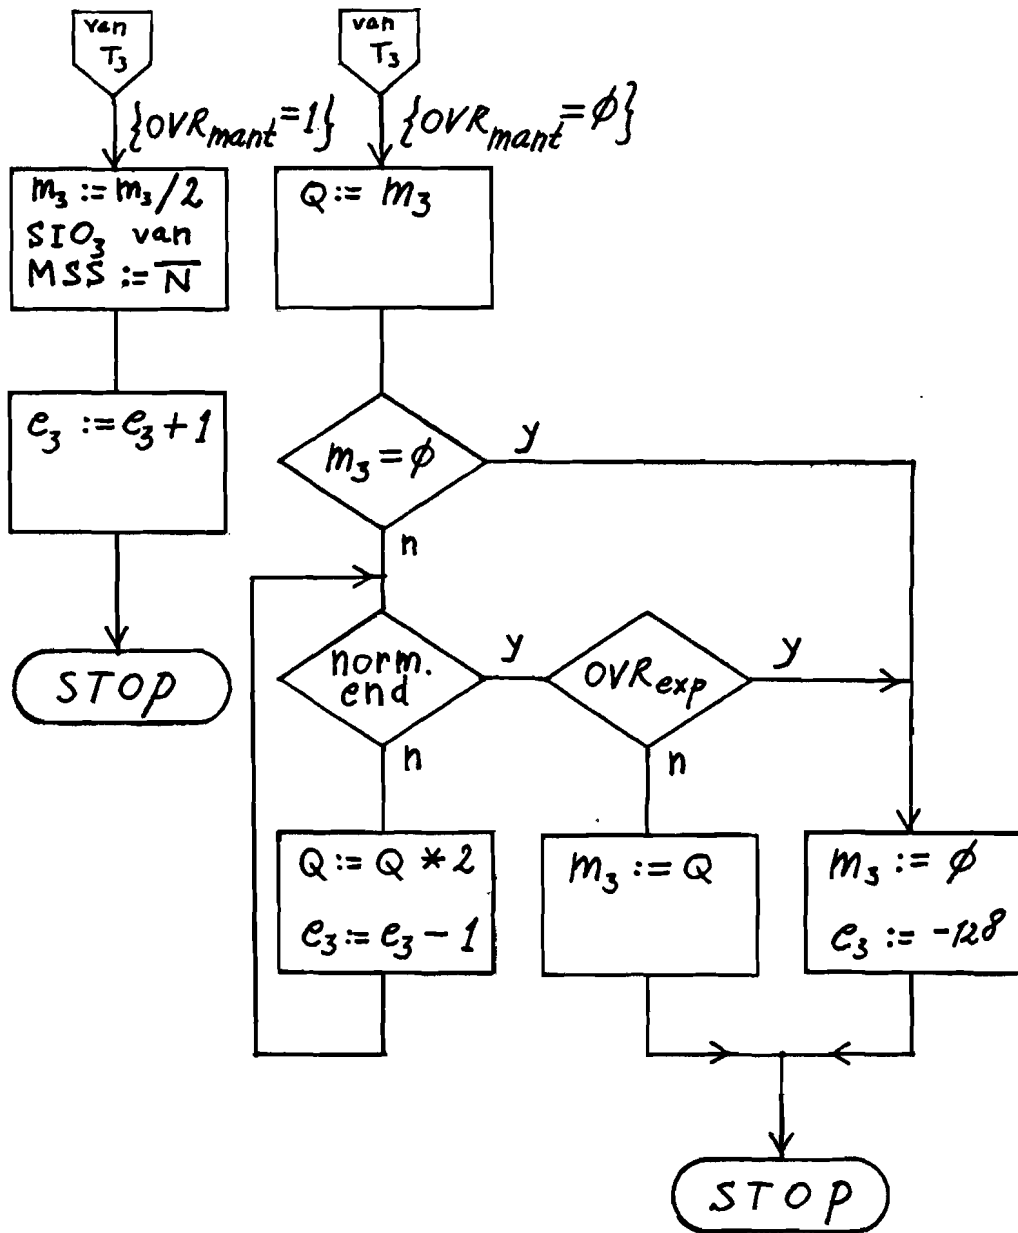 van
T₃
{OVRmant=1}
m₃ := m₃/2
SIO₃ van
MSS := N̅
e₃ := e₃+1
STOP
van
T₃
{OVRmant=ϕ}
Q := m₃
m₃ = ϕ
y
n
norm.
end
y
n
OVRexp
y
n
Q := Q * 2
e₃ := e₃ - 1
m₃ := Q
m₃ := ϕ
e₃ := -128
STOP